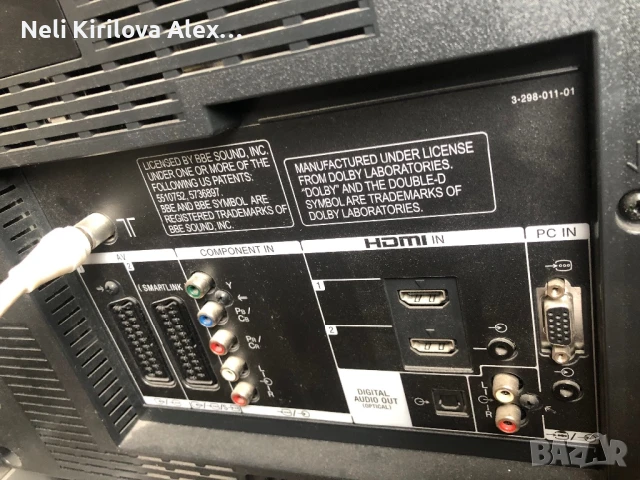 Neli Kirilova Alex...
3-298-011-01
LICENSED BY BBE SOUND, INC.
UNDER ONE OR MORE OF THE
FOLLOWING US PATENTS:
5510752, 5736897.
BBE AND BBE SYMBOL ARE
REGISTERED TRADEMARKS OF
BBE SOUND, INC.
MANUFACTURED UNDER LICENSE
FROM DOLBY LABORATORIES.
"DOLBY" AND THE DOUBLE-D
SYMBOL ARE TRADEMARKS OF
DOLBY LABORATORIES.
AV
COMPONENT IN
HDMI IN
PC IN
2
(SMARTLINK
Y
PB/
CB
PR/
CR
L
R
1
2
DIGITAL
AUDIO OUT
(OPTICAL)
L
R
BAZAR